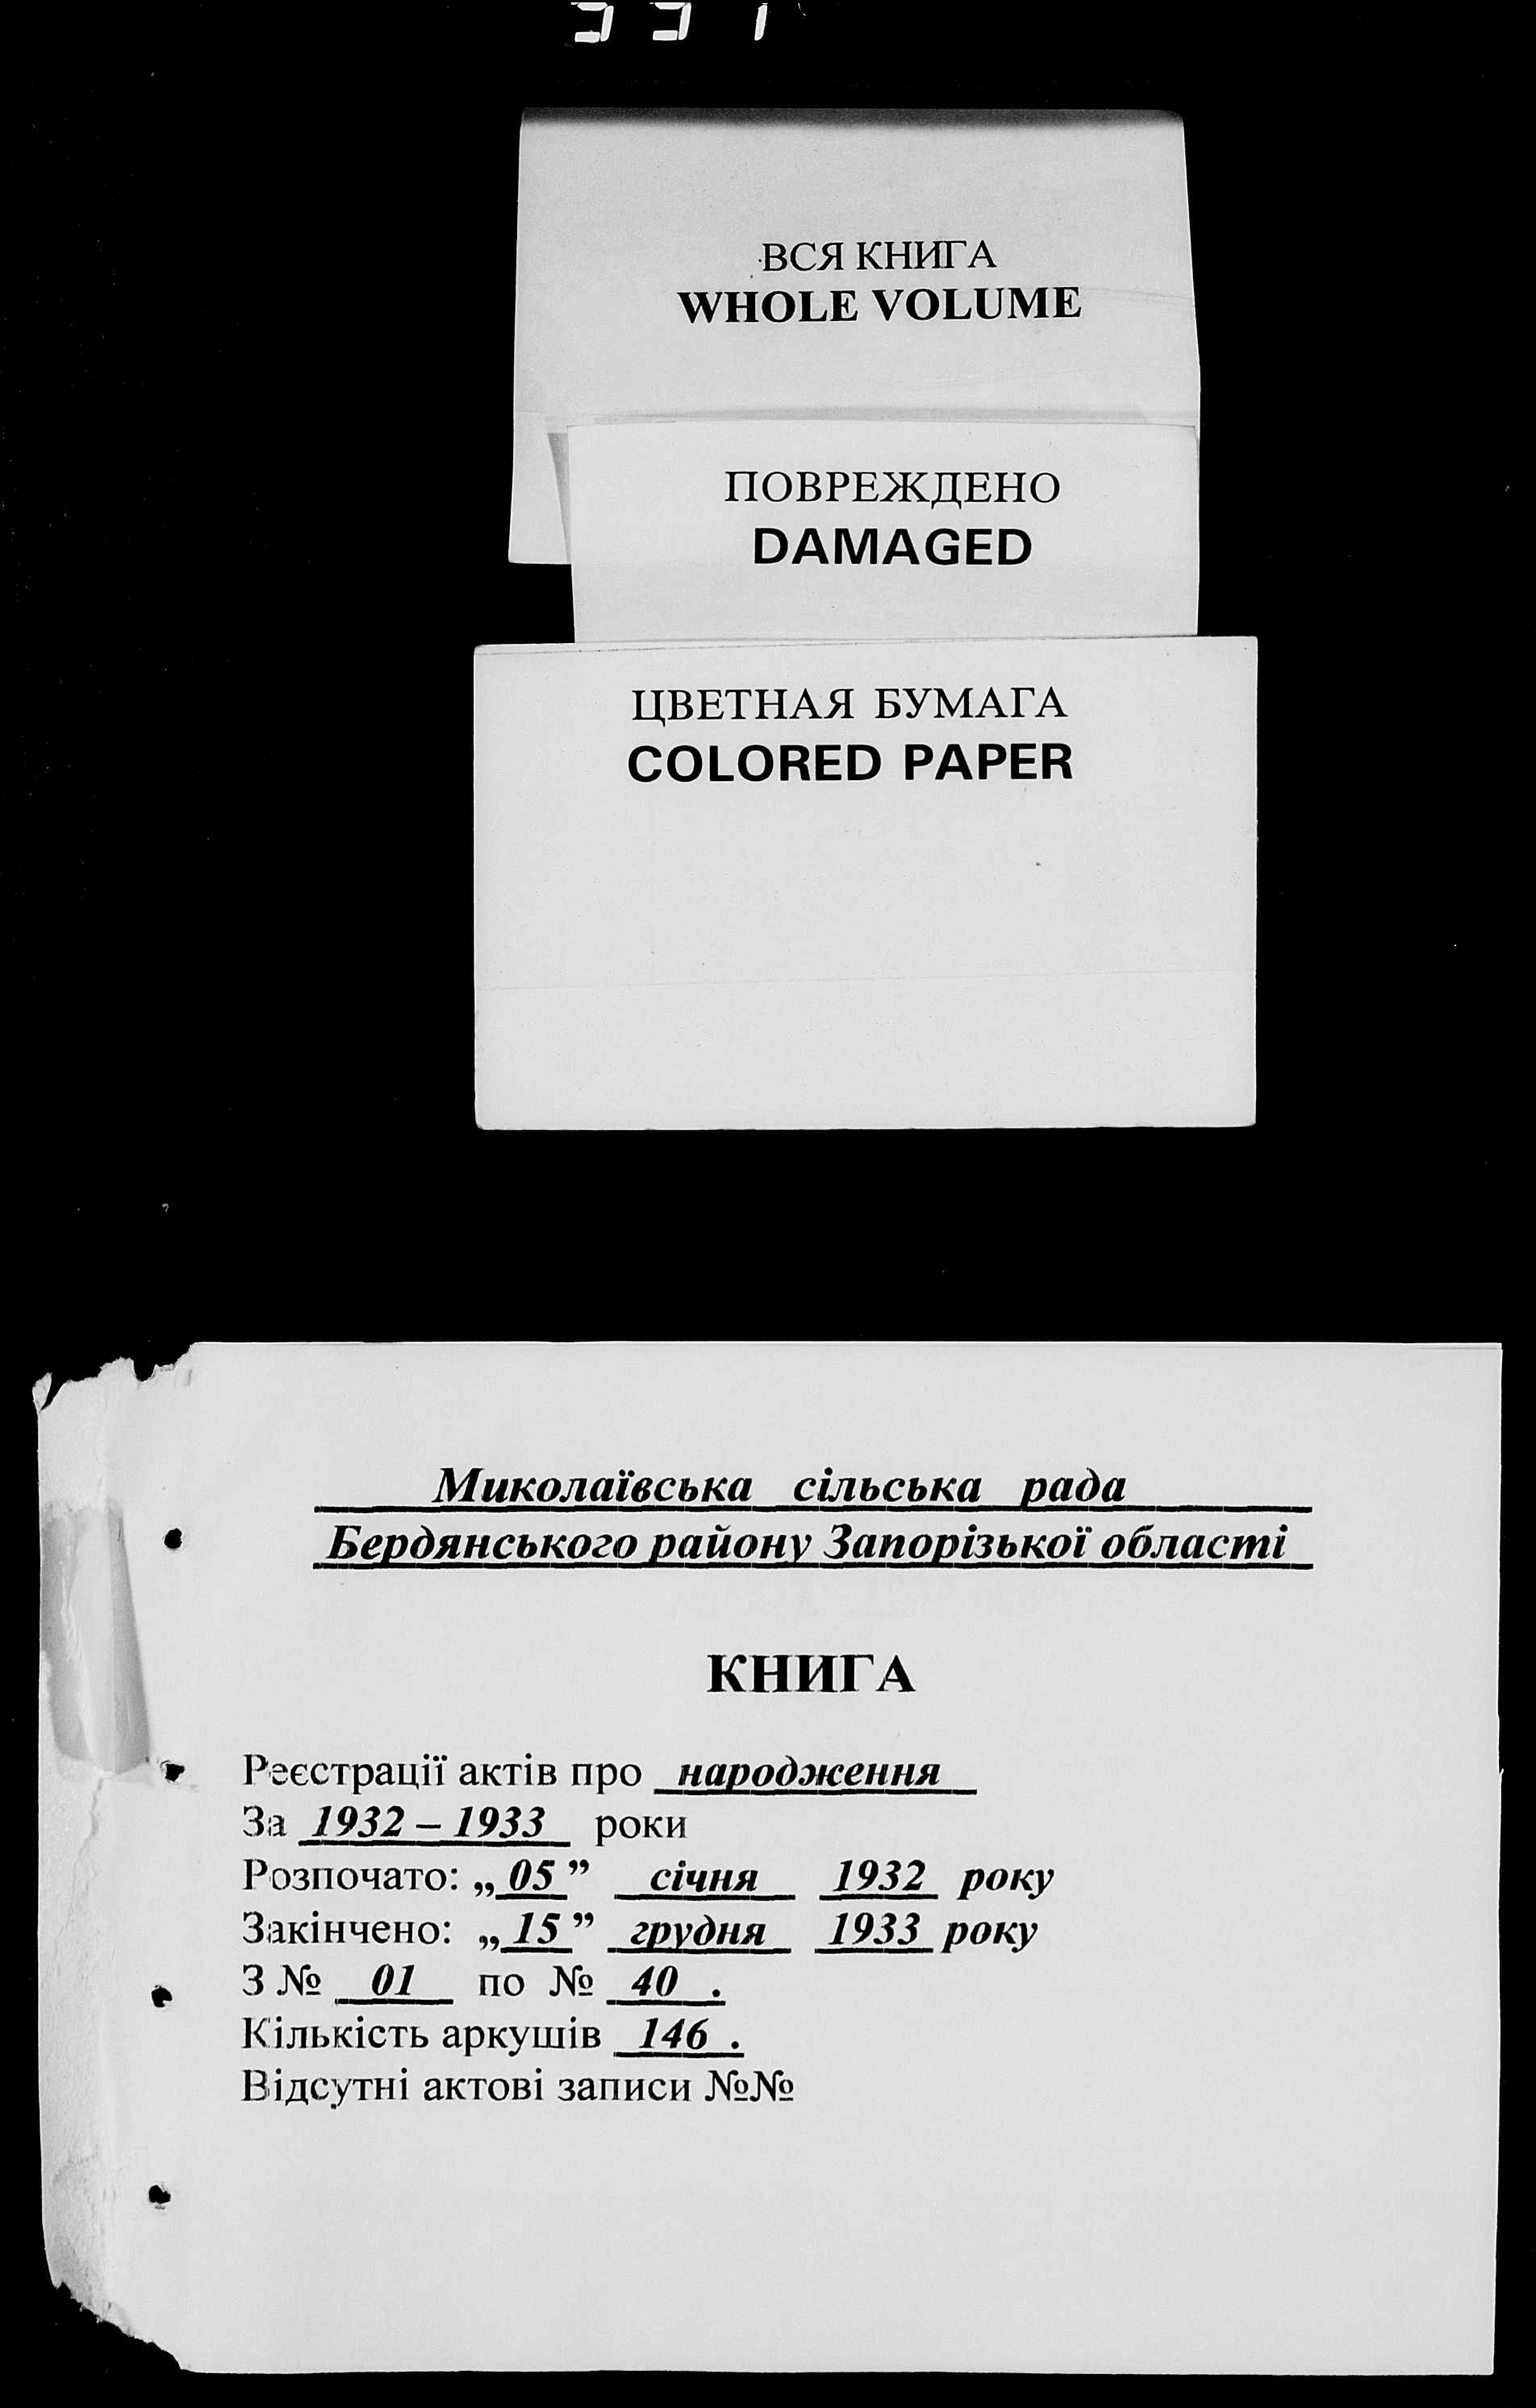 ВСЯ КНИГА
WHOLE VOLUME
ПОВРЕЖДЕНО
DAMAGED
ЦВЕТНАЯ БУМАГА
COLORED PAPER
Миколаївська сільська рада
Бердянського району Запорізької області
КНИГА
Реєстрації актів про народження
За 1932 – 1933 роки
Розпочато: „ 05 ” січня 1932 року
Закінчено: „ 15 ” грудня 1933 року
З № 01 по № 40 .
Кількість аркушів 146 .
Відсутні актові записи №№